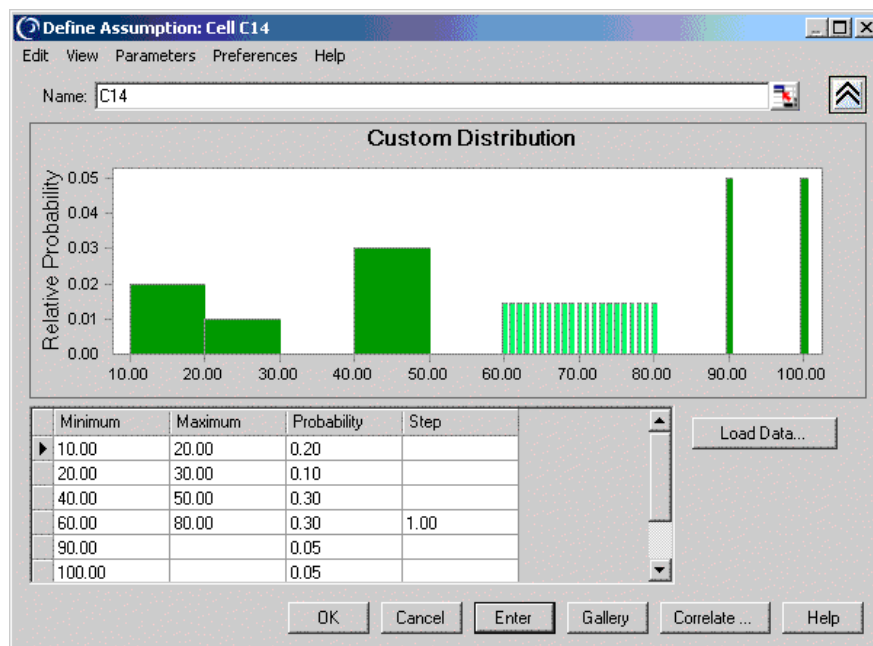 Define Assumption: Cell C14
Edit View Parameters Preferences Help
Name: C14
Custom Distribution
Relative Probability
0.05
0.04
0.03
0.02
0.01
0.00
10.00 20.00 30.00 40.00 50.00 60.00 70.00 80.00 90.00 100.00
Minimum Maximum Probability Step
10.00 20.00 0.20
20.00 30.00 0.10
40.00 50.00 0.30
60.00 80.00 0.30 1.00
90.00 0.05
100.00 0.05
Load Data...
OK Cancel Enter Gallery Correlate ... Help